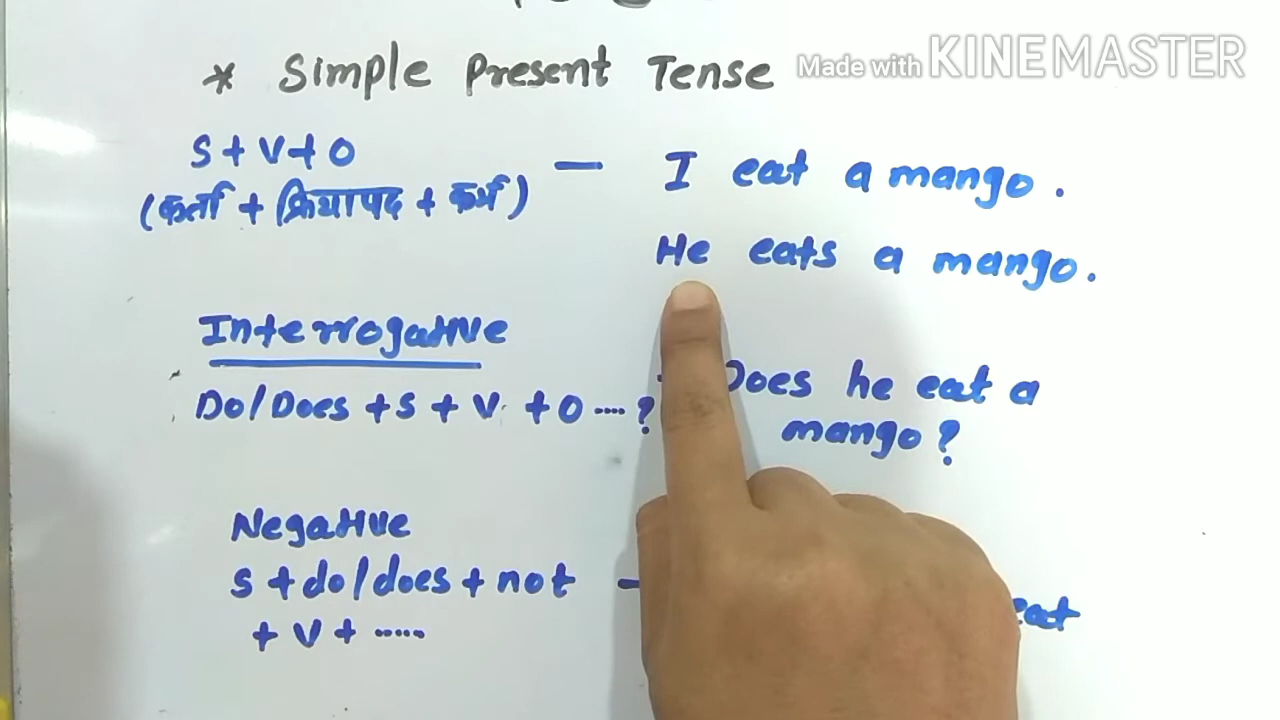 * Simple Present Tense
Made with KINEMASTER
S + V + O — I eat a mango.
(कर्ता + क्रियापद + कर्म)
He eats a mango.
Interrogative
Does he eat a
Do/Does + S + V + O .... ?
mango?
Negative
S + do/does + not – eat
+ V + .....